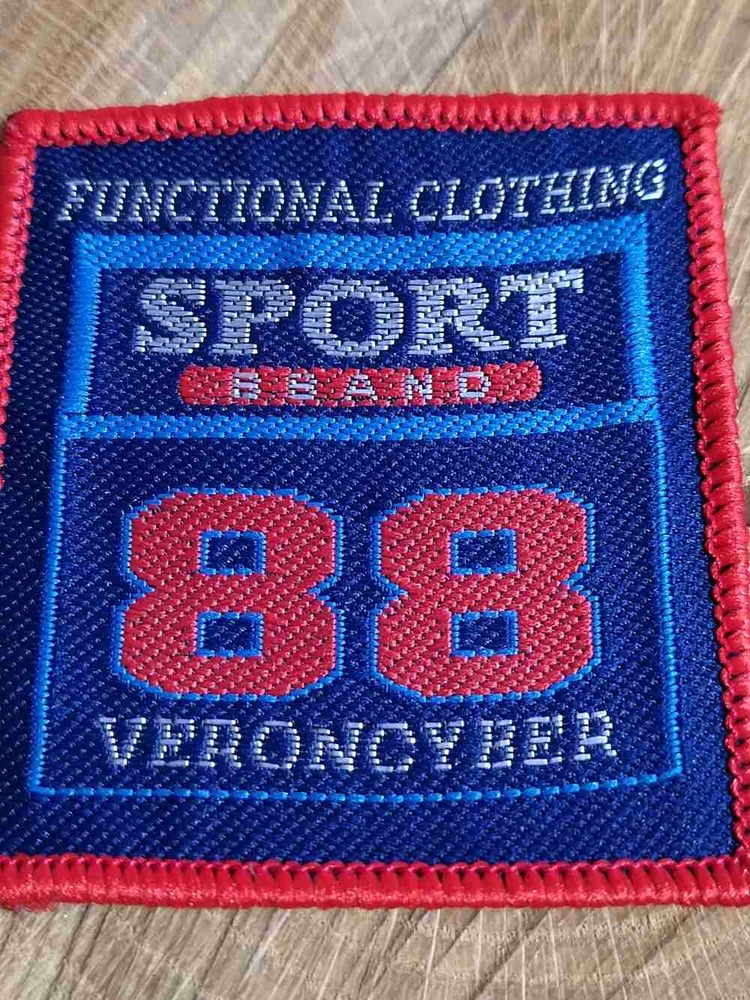 FUNCTIONAL CLOTHING
SPORT
BRAND
88
VERONCYBER